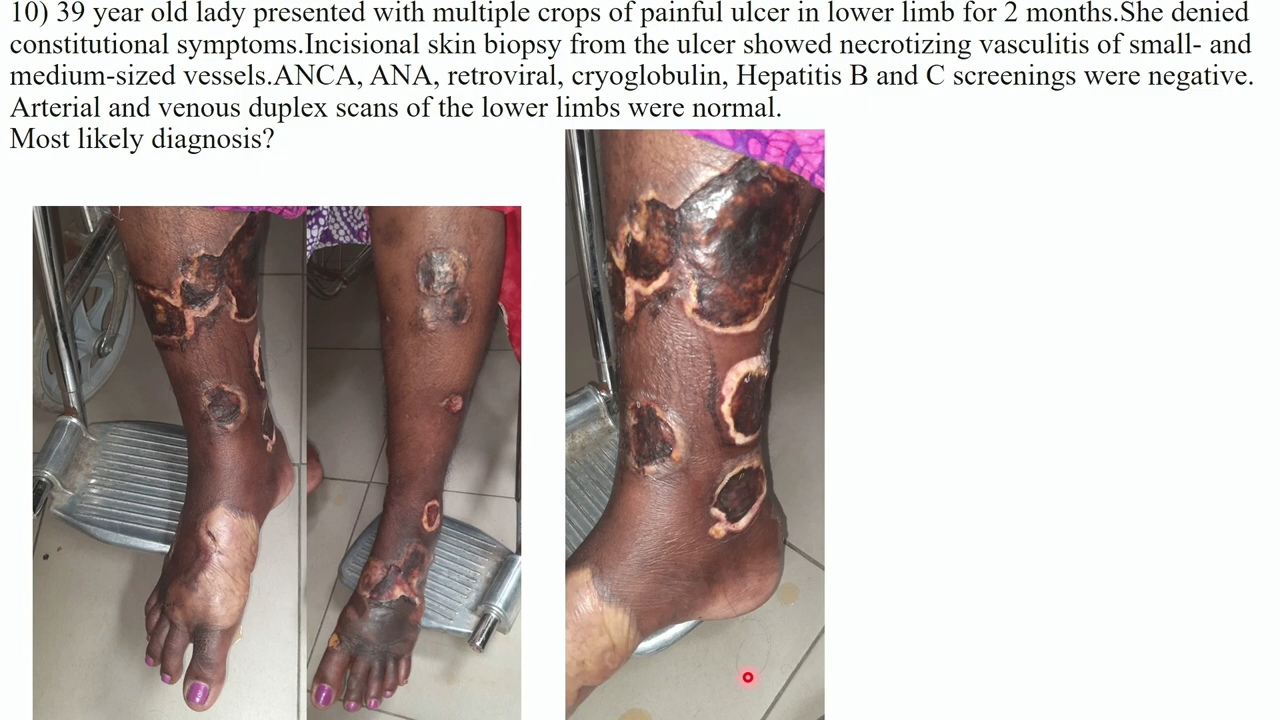 10) 39 year old lady presented with multiple crops of painful ulcer in lower limb for 2 months.She denied
constitutional symptoms.Incisional skin biopsy from the ulcer showed necrotizing vasculitis of small- and
medium-sized vessels.ANCA, ANA, retroviral, cryoglobulin, Hepatitis B and C screenings were negative.
Arterial and venous duplex scans of the lower limbs were normal.
Most likely diagnosis?